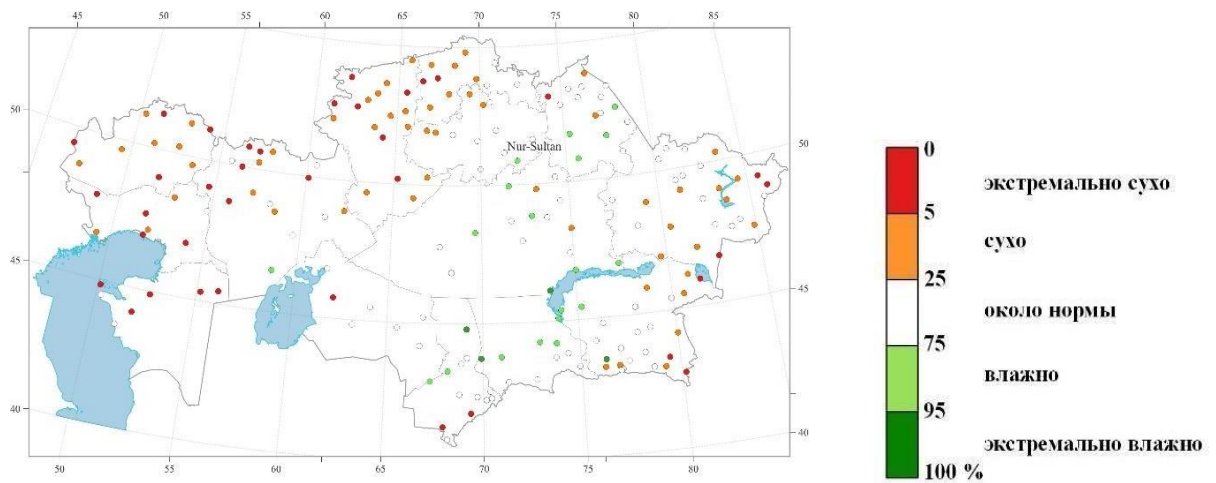 45 50 55 60 65 70 75 80 85
50
45
40
Nur-Sultan
50
45
40
50 55 60 65 70 75 80
0
экстремально сухо
5
сухо
25
около нормы
75
влажно
95
экстремально влажно
100 %